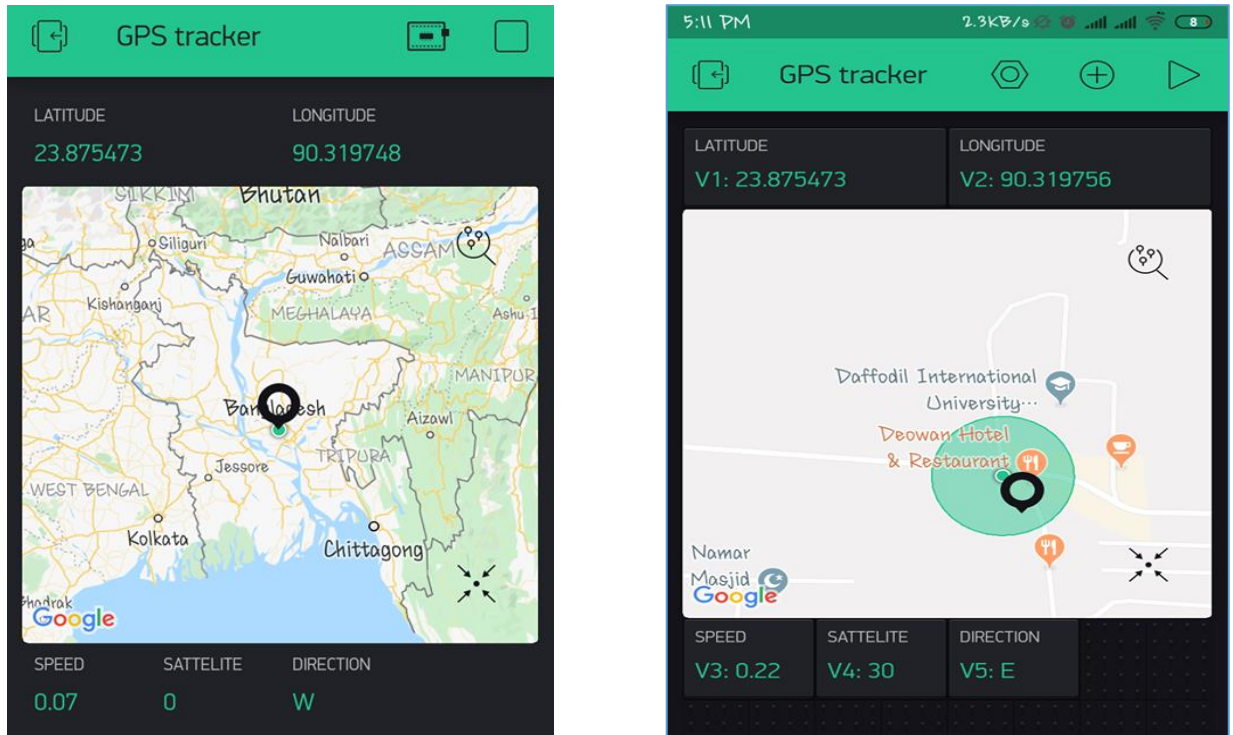 GPS tracker
LATITUDE LONGITUDE
23.875473 90.319748
SIKKIM Bhutan
Siliguri Nalbari ASSAM
Guwahati
Kishanganj MEGHALAYA
AR
MANIPUR
Bangladesh Aizawl
Jessore TRIPURA
WEST BENGAL
Kolkata Chittagong
Google
SPEED SATTELITE DIRECTION
0.07 0 W
5:11 PM 2.3KB/s 8
GPS tracker
LATITUDE LONGITUDE
V1: 23.875473 V2: 90.319756
Daffodil International
University...
Deowan Hotel
& Restaurant
Namar
Masjid
Google
SPEED SATTELITE DIRECTION
V3: 0.22 V4: 30 V5: E